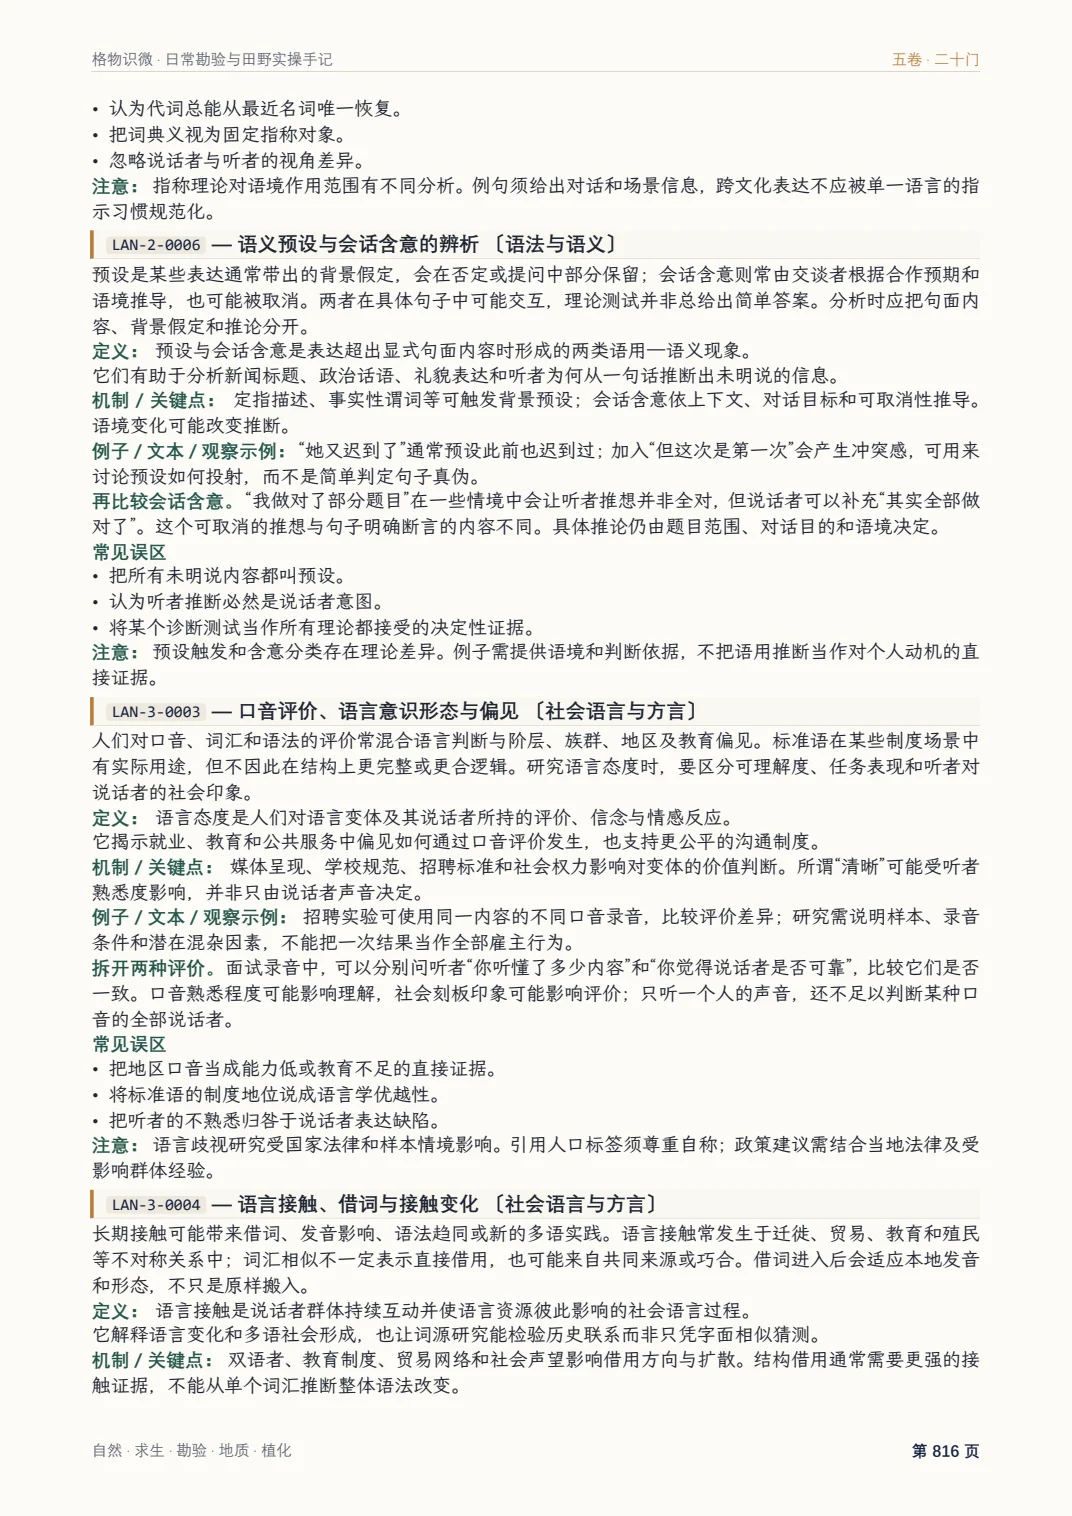 格物识微 · 日常勘验与田野实操手记
五卷 · 二十门
• 认为代词总能从最近名词唯一恢复。
• 把词典义视为固定指称对象。
• 忽略说话者与听者的视角差异。
注意： 指称理论对语境作用范围有不同分析。例句须给出对话和场景信息，跨文化表达不应被单一语言的指
示习惯规范化。
LAN-2-0006 — 语义预设与会话含意的辨析 〔语法与语义〕
预设是某些表达通常带出的背景假定，会在否定或提问中部分保留；会话含意则常由交谈者根据合作预期和
语境推导，也可能被取消。两者在具体句子中可能交互，理论测试并非总给出简单答案。分析时应把句面内
容、背景假定和推论分开。
定义： 预设与会话含意是表达超出显式句面内容时形成的两类语用—语义现象。
它们有助于分析新闻标题、政治话语、礼貌表达和听者为何从一句话推断出未明说的信息。
机制 / 关键点： 定指描述、事实性谓词等可触发背景预设；会话含意依上下文、对话目标和可取消性推导。
语境变化可能改变推断。
例子 / 文本 / 观察示例：“她又迟到了”通常预设此前也迟到过；加入“但这次是第一次”会产生冲突感，可用来
讨论预设如何投射，而不是简单判定句子真伪。
再比较会话含意。“我做对了部分题目”在一些情境中会让听者推想并非全对，但说话者可以补充“其实全部做
对了”。这个可取消的推想与句子明确断言的内容不同。具体推论仍由题目范围、对话目的和语境决定。
常见误区
• 把所有未明说内容都叫预设。
• 认为听者推断必然是说话者意图。
• 将某个诊断测试当作所有理论都接受的决定性证据。
注意： 预设触发和含意分类存在理论差异。例子需提供语境和判断依据，不把语用推断当作对个人动机的直
接证据。
LAN-3-0003 — 口音评价、语言意识形态与偏见 〔社会语言与方言〕
人们对口音、词汇和语法的评价常混合语言判断与阶层、族群、地区及教育偏见。标准语在某些制度场景中
有实际用途，但不因此在结构上更完整或更合逻辑。研究语言态度时，要区分可理解度、任务表现和听者对
说话者的社会印象。
定义： 语言态度是人们对语言变体及其说话者所持的评价、信念与情感反应。
它揭示就业、教育和公共服务中偏见如何通过口音评价发生，也支持更公平的沟通制度。
机制 / 关键点： 媒体呈现、学校规范、招聘标准和社会权力影响对变体的价值判断。所谓“清晰”可能受听者
熟悉度影响，并非只由说话者声音决定。
例子 / 文本 / 观察示例： 招聘实验可使用同一内容的不同口音录音，比较评价差异；研究需说明样本、录音
条件和潜在混杂因素，不能把一次结果当作全部雇主行为。
拆开两种评价。面试录音中，可以分别问听者“你听懂了多少内容”和“你觉得说话者是否可靠”，比较它们是否
一致。口音熟悉程度可能影响理解，社会刻板印象可能影响评价；只听一个人的声音，还不足以判断某种口
音的全部说话者。
常见误区
• 把地区口音当成能力低或教育不足的直接证据。
• 将标准语的制度地位说成语言学优越性。
• 把听者的不熟悉归咎于说话者表达缺陷。
注意： 语言歧视研究受国家法律和样本情境影响。引用人口标签须尊重自称；政策建议需结合当地法律及受
影响群体经验。
LAN-3-0004 — 语言接触、借词与接触变化 〔社会语言与方言〕
长期接触可能带来借词、发音影响、语法趋同或新的多语实践。语言接触常发生于迁徙、贸易、教育和殖民
等不对称关系中；词汇相似不一定表示直接借用，也可能来自共同来源或巧合。借词进入后会适应本地发音
和形态，不只是原样搬入。
定义： 语言接触是说话者群体持续互动并使语言资源彼此影响的社会语言过程。
它解释语言变化和多语社会形成，也让词源研究能检验历史联系而非只凭字面相似猜测。
机制 / 关键点： 双语者、教育制度、贸易网络和社会声望影响借用方向与扩散。结构借用通常需要更强的接
触证据，不能从单个词汇推断整体语法改变。
自然 · 求生 · 勘验 · 地质 · 植化
第 816 页